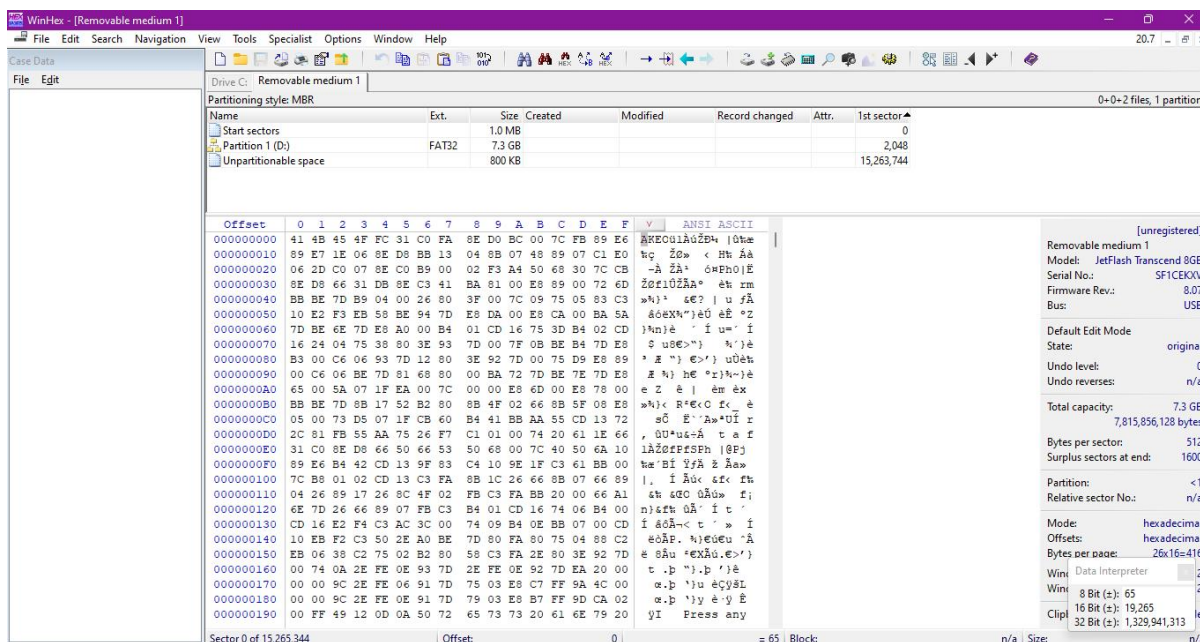 WinHex - [Removable medium 1]
File Edit Search Navigation View Tools Specialist Options Window Help 20.7
Case Data
File Edit
Drive C: Removable medium 1
Partitioning style: MBR 0+0+2 files, 1 partition
Name Ext. Size Created Modified Record changed Attr. 1st sector
Start sectors 1.0 MB 0
Partition 1 (D:) FAT32 7.3 GB 2,048
Unpartitionable space 800 KB 15,263,744
Offset 0 1 2 3 4 5 6 7 8 9 A B C D E F ANSI ASCII
000000000 41 4B 45 4F FC 31 C0 FA 8E D0 BC 00 7C FB 89 E6
000000010 89 E7 1E 06 8E D8 BB 13 04 8B 07 48 89 07 C1 E0
000000020 06 2D C0 07 8E C0 B9 00 02 F3 A4 50 68 30 7C CB
000000030 8E D8 66 31 DB 8E C3 41 BA 81 00 E8 89 00 72 6D
000000040 BB BE 7D B9 04 00 26 80 3F 00 7C 09 75 05 83 C3
000000050 10 E2 F3 EB 58 BE 94 7D E8 DA 00 E8 CA 00 BA 5A
000000060 7D BE 6E 7D E8 A0 00 B4 01 CD 16 75 3D B4 02 CD
000000070 16 24 04 75 38 80 3E 93 7D 00 7F 0B BE B4 7D E8
000000080 B3 00 C6 06 93 7D 12 80 3E 92 7D 00 75 D9 E8 89
000000090 00 C6 06 BE 7D 81 68 80 00 BA 72 7D BE 7E 7D E8
0000000A0 65 00 5A 07 1F EA 00 7C 00 00 E8 6D 00 E8 78 00
0000000B0 BB BE 7D 8B 17 52 B2 80 8B 4F 02 66 8B 5F 08 E8
0000000C0 05 00 73 D5 07 1F CB 60 B4 41 BB AA 55 CD 13 72
0000000D0 2C 81 FB 55 AA 75 26 F7 C1 01 00 74 20 61 1E 66
0000000E0 31 C0 8E D8 66 50 66 53 50 68 00 7C 40 50 6A 10
0000000F0 89 E6 B4 42 CD 13 9F 83 C4 10 9E 1F C3 61 BB 00
000000100 7C B8 01 02 CD 13 C3 FA 8B 1C 26 66 8B 07 66 89
000000110 04 26 89 17 26 8C 4F 02 FB C3 FA BB 20 00 66 A1
000000120 6E 7D 26 66 89 07 FB C3 B4 01 CD 16 74 06 B4 00
000000130 CD 16 E2 F4 C3 AC 3C 00 74 09 B4 0E BB 07 00 CD
000000140 10 EB F2 C3 50 2E A0 BE 7D 80 FA 80 75 04 88 C2
000000150 EB 06 38 C2 75 02 B2 80 58 C3 FA 2E 80 3E 92 7D
000000160 00 74 0A 2E FE 0E 93 7D 2E FE 0E 92 7D EA 20 00
000000170 00 00 9C 2E FE 06 91 7D 75 03 E8 C7 FF 9A 4C 00
000000180 00 00 9C 2E FE 0E 91 7D 79 03 E8 B7 FF 9D CA 02
000000190 00 FF 49 12 0D 0A 50 72 65 73 73 20 61 6E 79 20 ÿI Press any
[unregistered]
Removable medium 1
Model: JetFlash Transcend 8GB
Serial No.: SF1CEKXV
Firmware Rev.: 8.07
Bus: USB
Default Edit Mode
State: original
Undo level: 0
Undo reverses: n/a
Total capacity: 7.3 GB
7,815,856,128 bytes
Bytes per sector: 512
Surplus sectors at end: 1600
Partition: <1
Relative sector No.: n/a
Mode: hexadecimal
Offsets: hexadecimal
Bytes per page: 26x16=416
Data Interpreter
8 Bit (±): 65
16 Bit (±): 19,265
32 Bit (±): 1,329,941,313
Sector 0 of 15,265,344 Offset: 0 = 65 Block: n/a Size: n/a